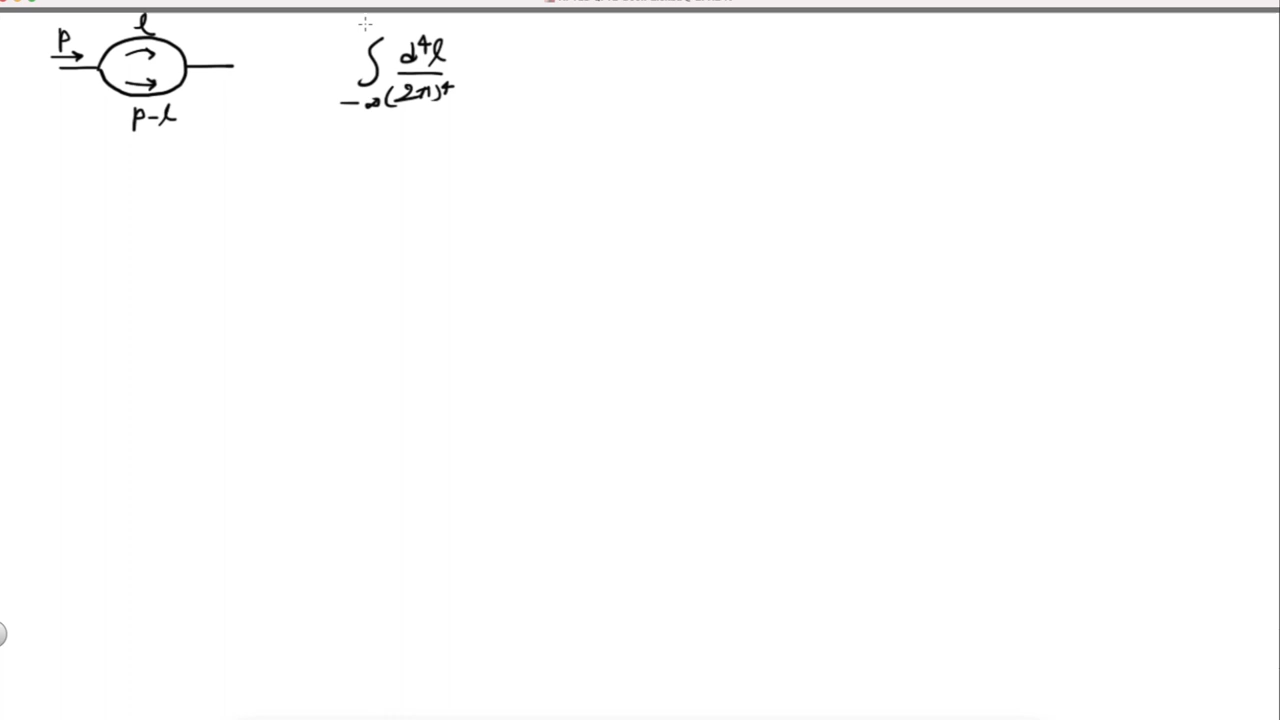 p
l
p-l
∫ d⁴l
-∞ (2π)⁴